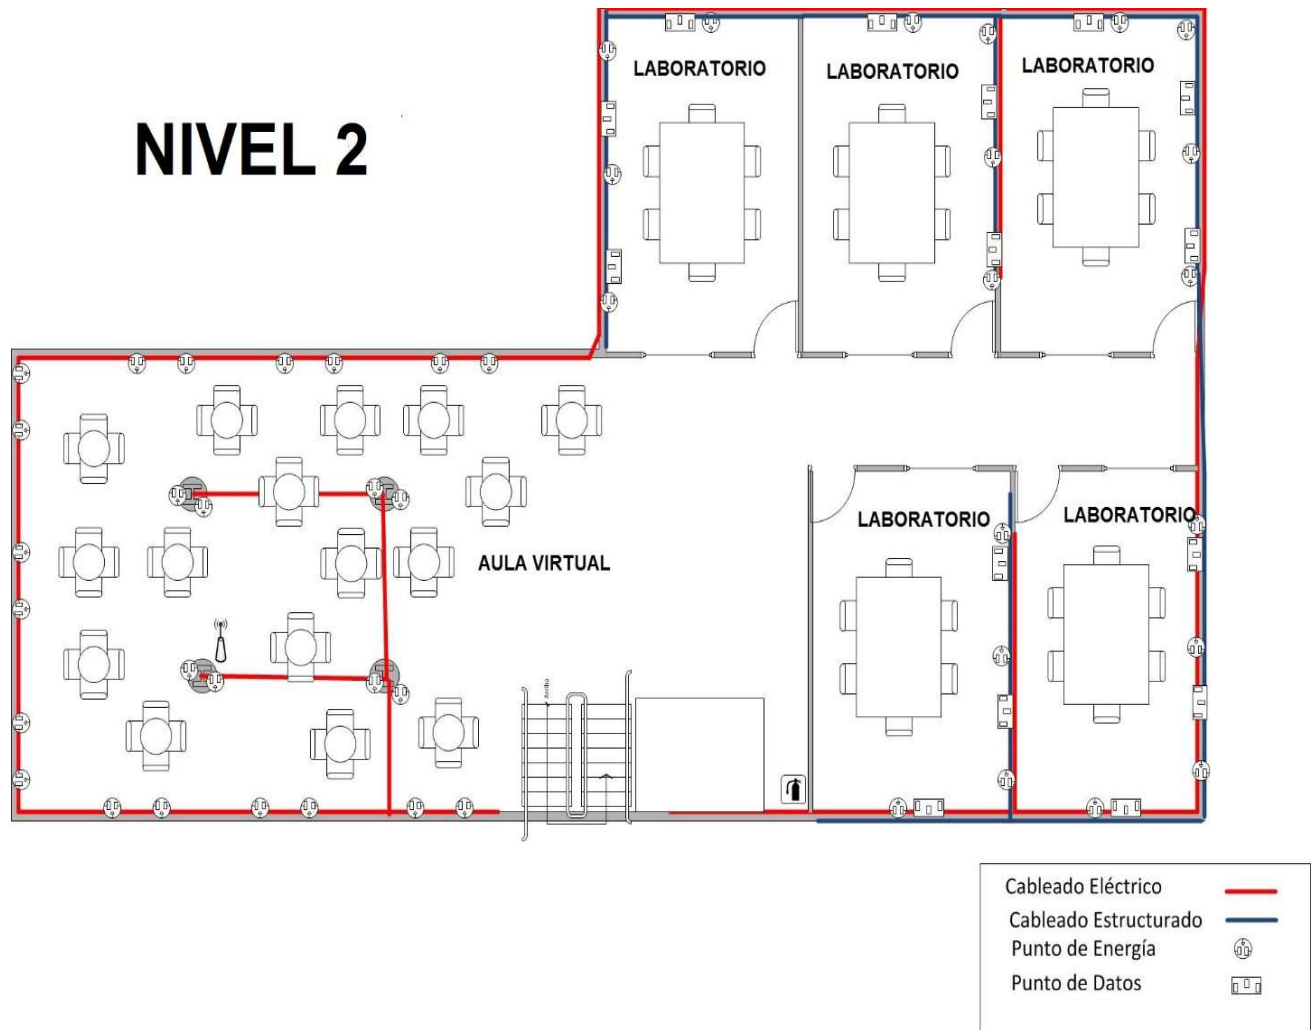 NIVEL 2
LABORATORIO
LABORATORIO
LABORATORIO
LABORATORIO
LABORATORIO
AULA VIRTUAL
Arriba
Cableado Eléctrico
Cableado Estructurado
Punto de Energía
Punto de Datos